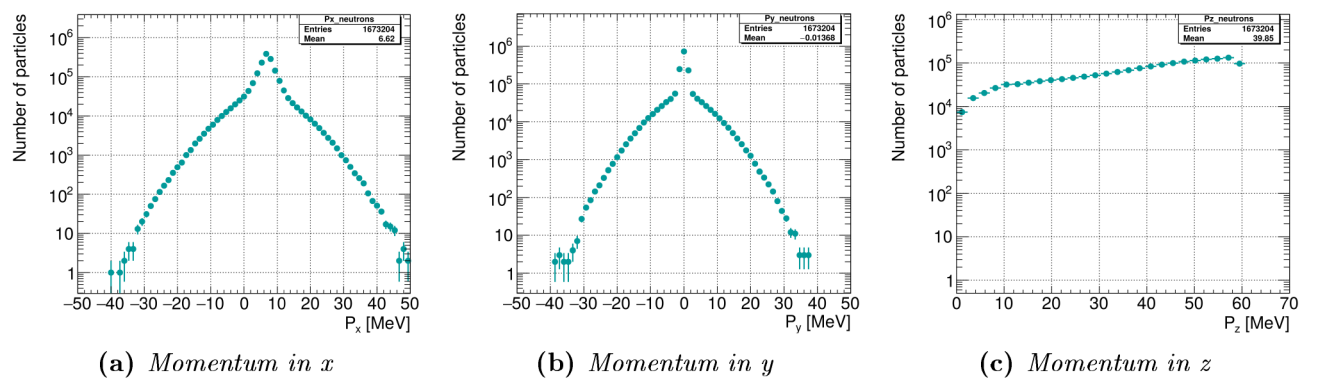 Px_neutrons
Entries 1673204
Mean 6.62
Number of particles
10^6
10^5
10^4
10^3
10^2
10
1
−50 −40 −30 −20 −10 0 10 20 30 40 50
P_x [MeV]
(a) Momentum in x
Py_neutrons
Entries 1673204
Mean −0.01368
Number of particles
10^6
10^5
10^4
10^3
10^2
10
1
−50 −40 −30 −20 −10 0 10 20 30 40 50
P_y [MeV]
(b) Momentum in y
Pz_neutrons
Entries 1673204
Mean 39.85
Number of particles
10^6
10^5
10^4
10^3
10^2
10
1
0 10 20 30 40 50 60 70
P_z [MeV]
(c) Momentum in z